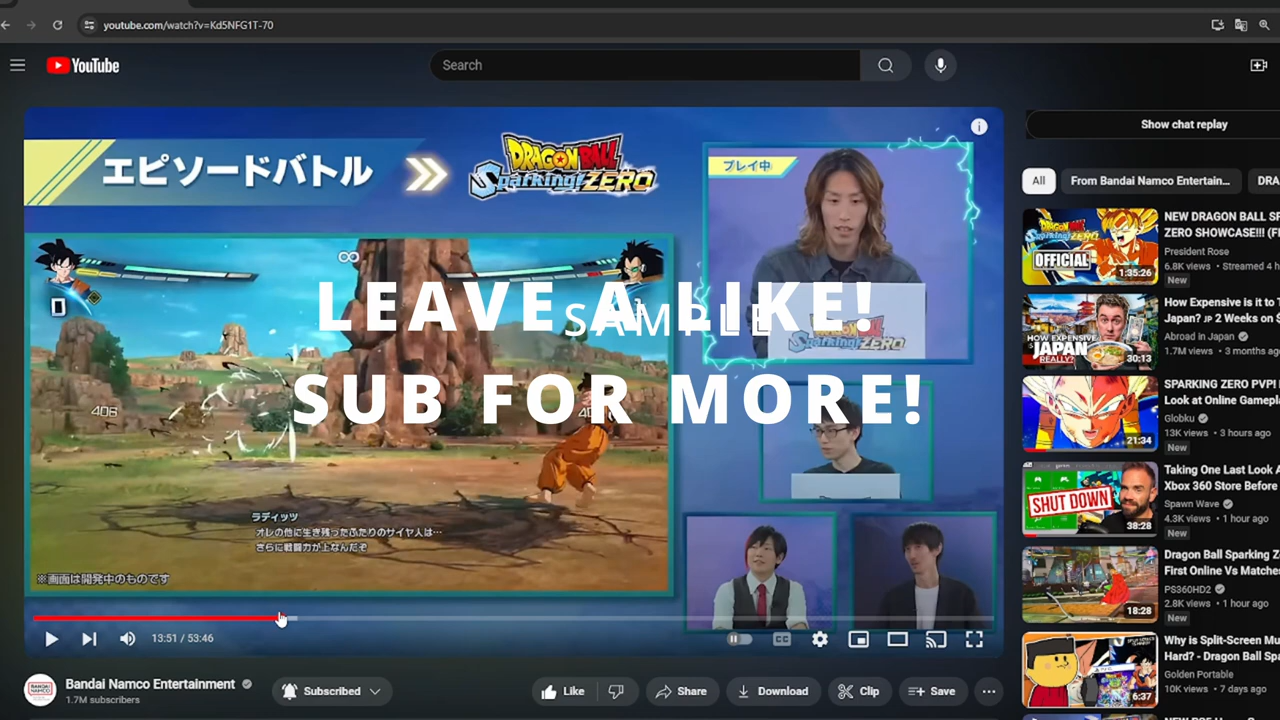 youtube.com/watch?v=Kd5NFG1T-70
YouTube
Search
エピソードバトル
DRAGON BALL
Sparking! ZERO
プレイ中
Show chat replay
All
From Bandai Namco Entertain...
DRA
∞
406
LEAVE A LIKE!
SAMPLE
SUB FOR MORE!
ラディッツ
オレの他に生き残ったふたりのサイヤ人は…
さらに戦闘力が上なんだぞ
※画面は開発中のものです
13:51 / 53:46
CC
Bandai Namco Entertainment
1.7M subscribers
Subscribed
Like
Share
Download
Clip
Save
OFFICIAL
1:35:26
NEW DRAGON BALL SP
ZERO SHOWCASE!!! (F
President Rose
6.8K views • Streamed 4 h
New
HOW EXPENSIVE IS
JAPAN
REALLY?
30:13
How Expensive is it to T
Japan? JP 2 Weeks on $
Abroad in Japan
1.7M views • 3 months ag
21:34
SPARKING ZERO PVP!
Look at Online Gamepla
Globku
13K views • 3 hours ago
New
SHUT DOWN
38:28
Taking One Last Look A
Xbox 360 Store Before
Spawn Wave
4.3K views • 1 hour ago
New
18:28
Dragon Ball Sparking Z
First Online Vs Matches
PS360HD2
2.8K views • 1 hour ago
New
6:37
Why is Split-Screen Mu
Hard? - Dragon Ball Spa
Golden Portable
10K views • 7 days ago